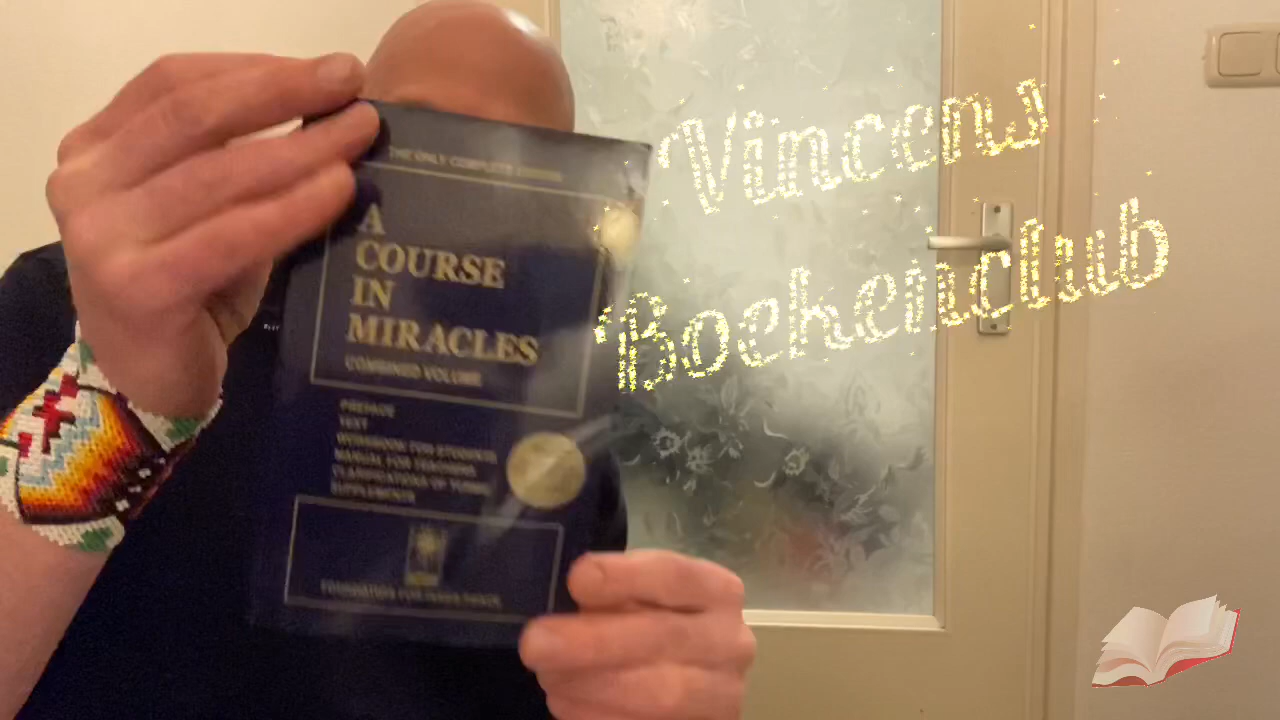 THE ONLY COMPLETE EDITION
A
COURSE
IN
MIRACLES
COMBINED VOLUME
PREFACE
TEXT
WORKBOOK FOR STUDENTS
MANUAL FOR TEACHERS
CLARIFICATIONS OF TERMS
SUPPLEMENTS
FOUNDATION FOR INNER PEACE
Vincents
Boekenclub